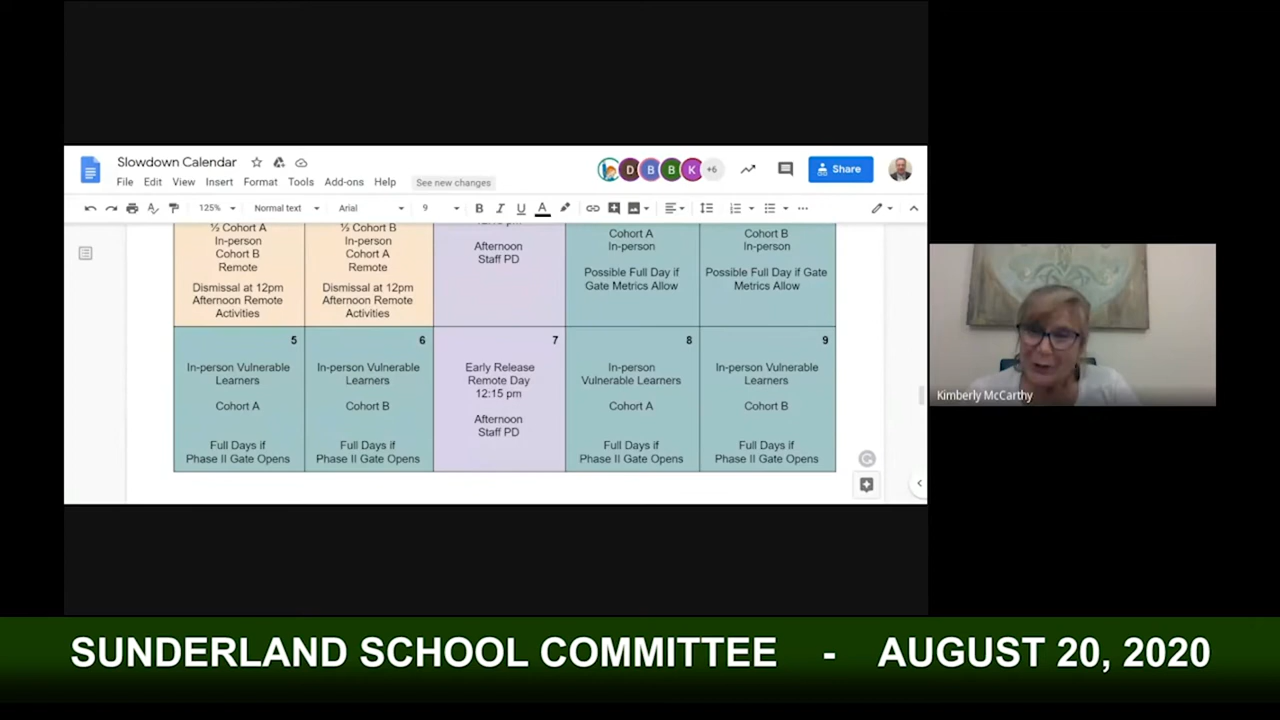 Slowdown Calendar
File Edit View Insert Format Tools Add-ons Help See new changes
D B B K +6
Share
125% Normal text Arial 9 B I U A
½ Cohort A
In-person
Cohort B
Remote
Dismissal at 12pm
Afternoon Remote
Activities
½ Cohort B
In-person
Cohort A
Remote
Dismissal at 12pm
Afternoon Remote
Activities
Afternoon
Staff PD
Cohort A
In-person
Possible Full Day if
Gate Metrics Allow
Cohort B
In-person
Possible Full Day if Gate
Metrics Allow
5
In-person Vulnerable
Learners
Cohort A
Full Days if
Phase II Gate Opens
6
In-person Vulnerable
Learners
Cohort B
Full Days if
Phase II Gate Opens
7
Early Release
Remote Day
12:15 pm
Afternoon
Staff PD
8
In-person
Vulnerable Learners
Cohort A
Full Days if
Phase II Gate Opens
9
In-person Vulnerable
Learners
Cohort B
Full Days if
Phase II Gate Opens
Kimberly McCarthy
SUNDERLAND SCHOOL COMMITTEE - AUGUST 20, 2020